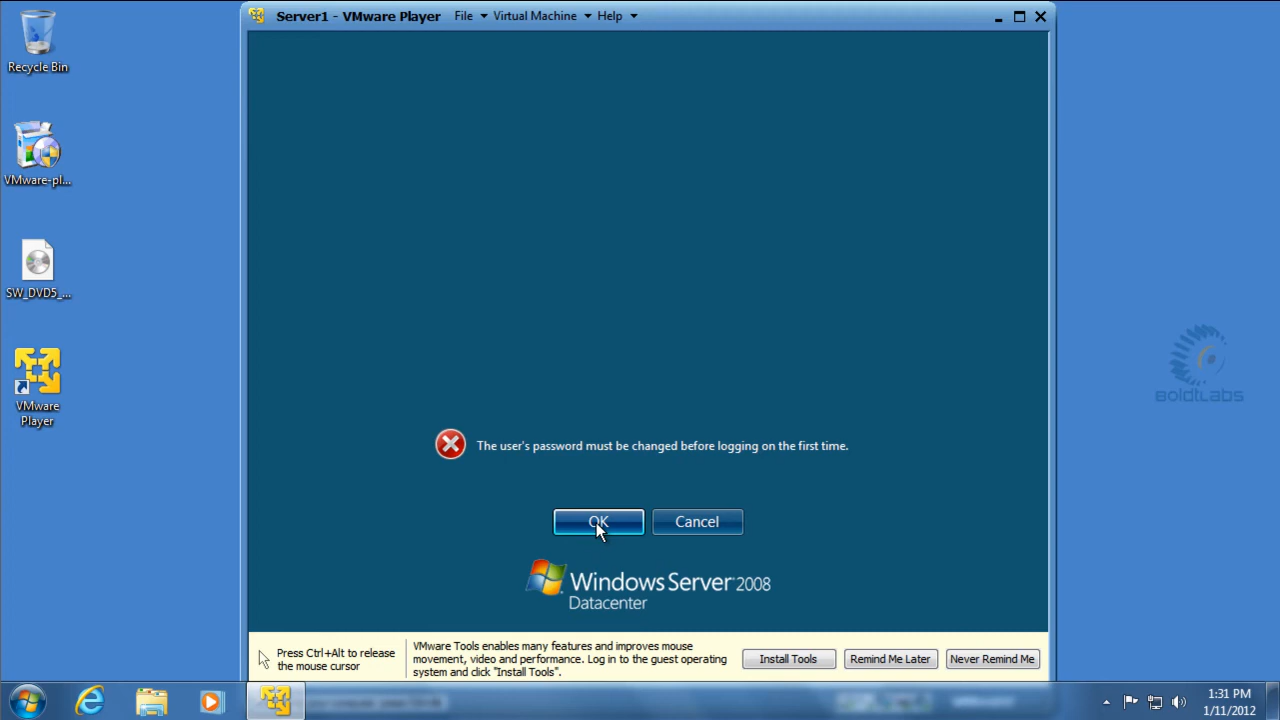 Server1 - VMware Player File Virtual Machine Help
Recycle Bin
VMware-pl...
SW_DVD5_...
VMware
Player
BoldtLabs
The user's password must be changed before logging on the first time.
OK Cancel
Windows Server 2008
Datacenter
Press Ctrl+Alt to release
the mouse cursor
VMware Tools enables many features and improves mouse
movement, video and performance. Log in to the guest operating
system and click "Install Tools".
Install Tools Remind Me Later Never Remind Me
1:31 PM
1/11/2012